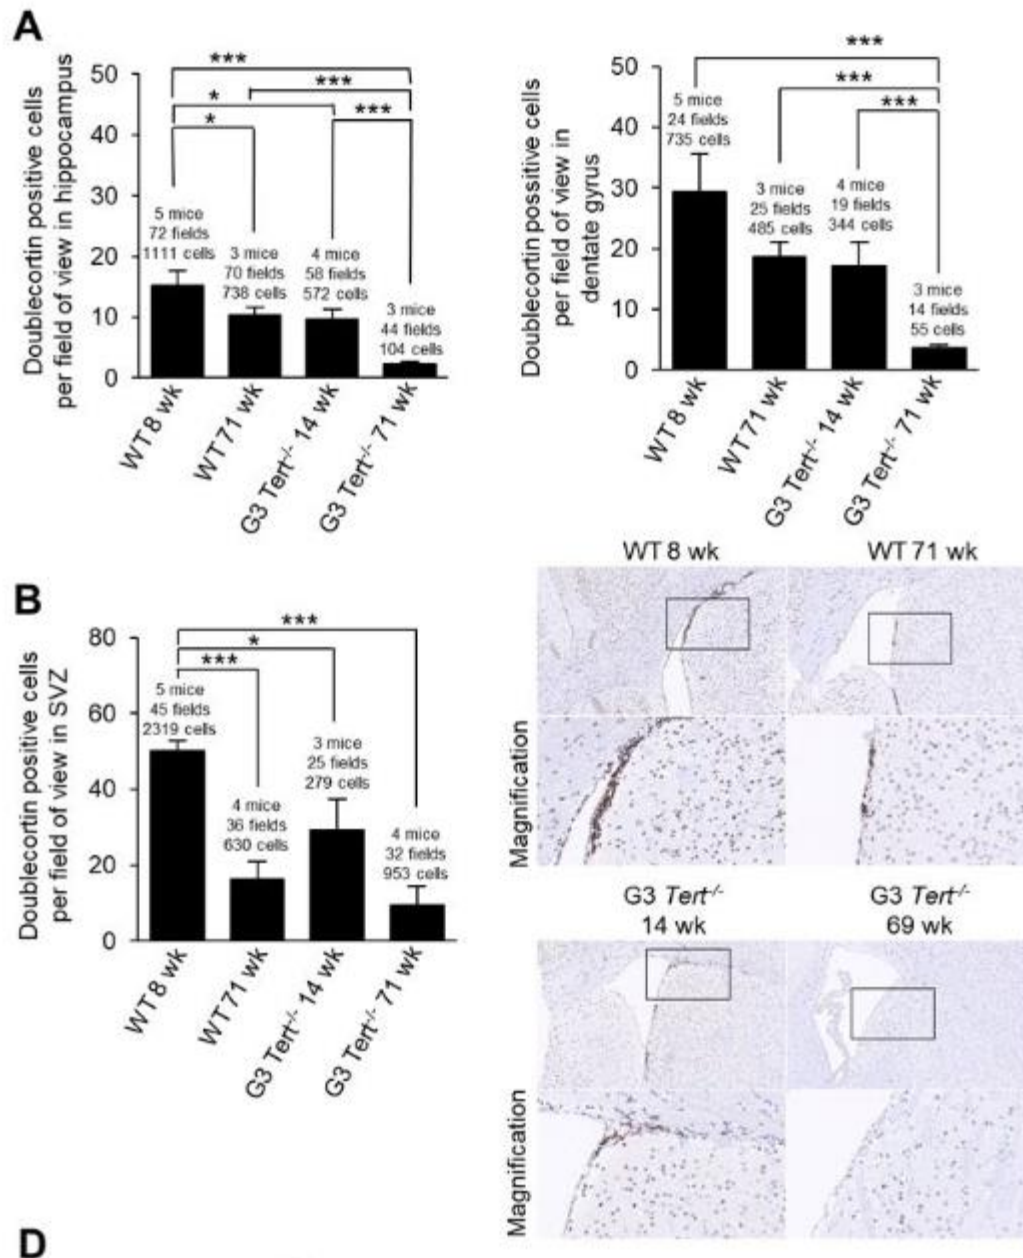 A
Doublecortin positive cells
per field of view in hippocampus
50
40
30
20
10
0
***
***
*
***
*
5 mice
72 fields
1111 cells
3 mice
70 fields
738 cells
4 mice
58 fields
572 cells
3 mice
44 fields
104 cells
WT 8 wk
WT 71 wk
G3 Tert-/- 14 wk
G3 Tert-/- 71 wk
Doublecortin possitive cells
per field of view in
dentate gyrus
50
40
30
20
10
0
***
***
***
5 mice
24 fields
735 cells
3 mice
25 fields
485 cells
4 mice
19 fields
344 cells
3 mice
14 fields
55 cells
WT 8 wk
WT 71 wk
G3 Tert-/- 14 wk
G3 Tert-/- 71 wk
B
Doublecortin positive cells
per field of view in SVZ
80
60
40
20
0
***
*
***
5 mice
45 fields
2319 cells
4 mice
36 fields
630 cells
3 mice
25 fields
279 cells
4 mice
32 fields
953 cells
WT 8 wk
WT 71 wk
G3 Tert-/- 14 wk
G3 Tert-/- 71 wk
WT 8 wk
WT 71 wk
Magnification
G3 Tert-/-
14 wk
G3 Tert-/-
69 wk
Magnification
D